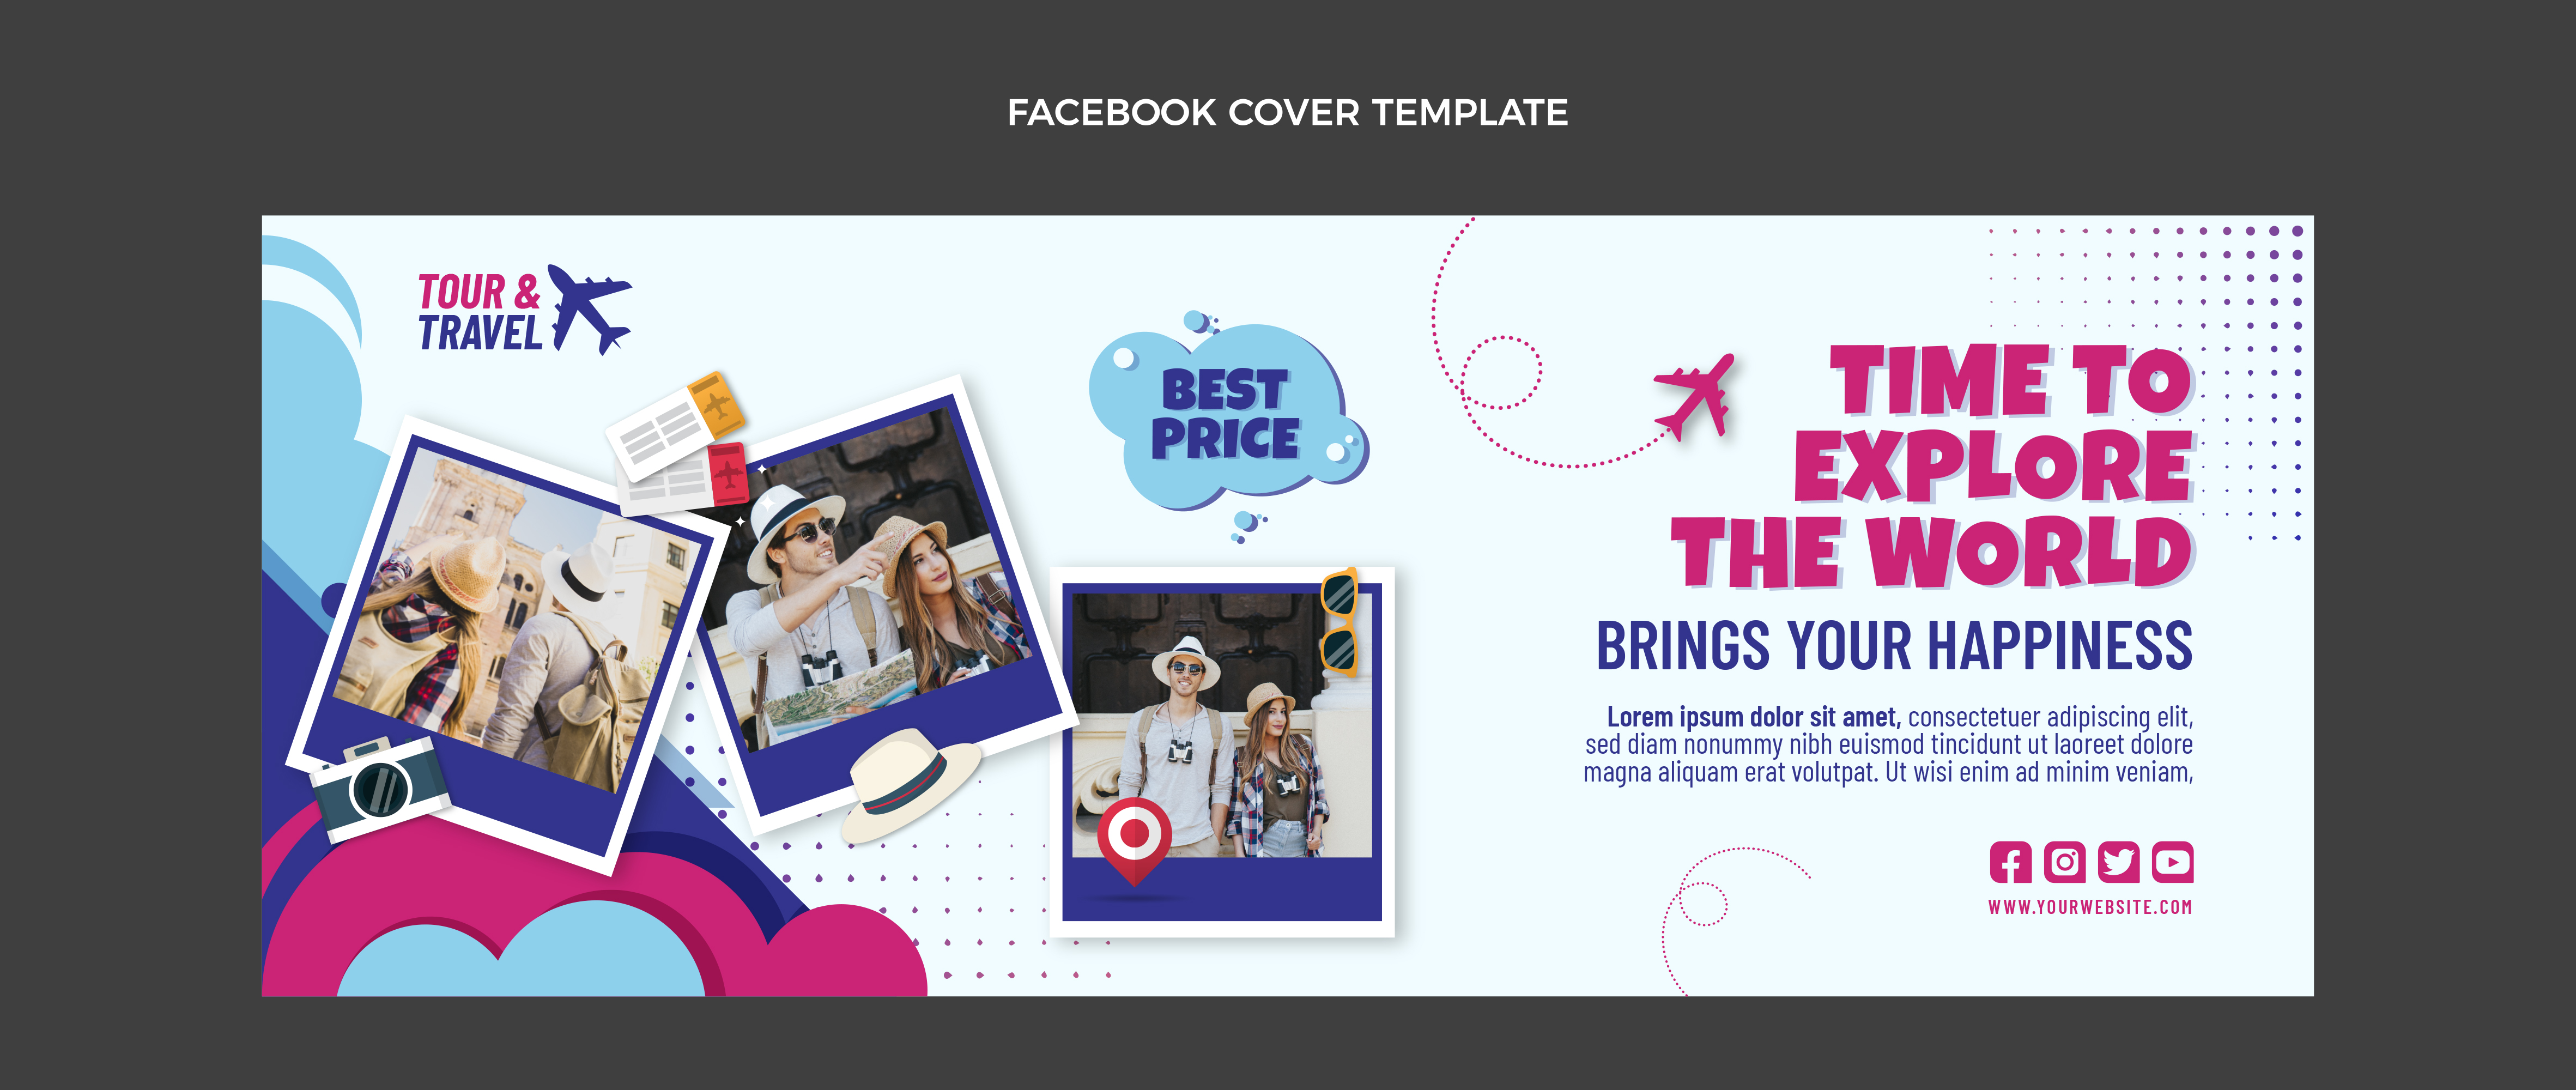 FACEBOOK COVER TEMPLATE
TOUR &
TRAVEL
BEST
PRICE
TIME TO
EXPLORE
THE WORLD
BRINGS YOUR HAPPINESS
Lorem ipsum dolor sit amet, consectetuer adipiscing elit,
sed diam nonummy nibh euismod tincidunt ut laoreet dolore
magna aliquam erat volutpat. Ut wisi enim ad minim veniam,
WWW.YOURWEBSITE.COM